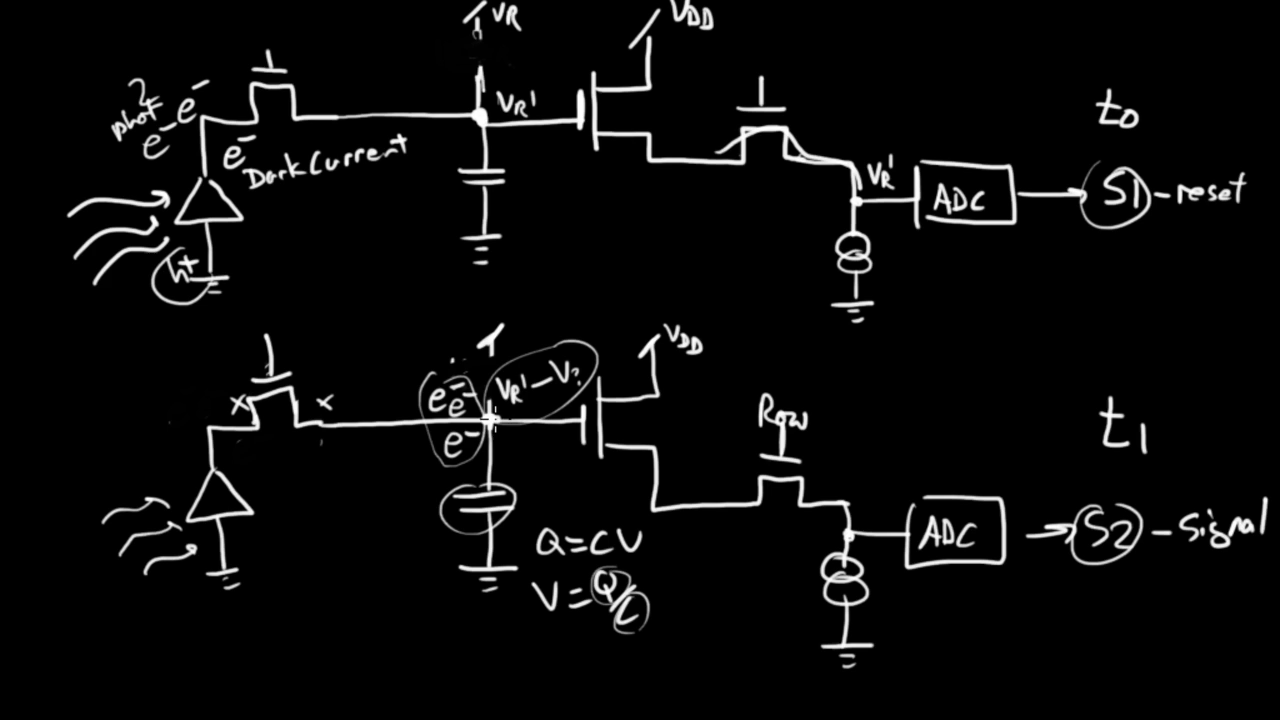 VR
VDD
2
phot e⁻
e⁻
e⁻ Dark Current
VR'
t0
VR'
ADC
S1 - reset
h+
VDD
e⁻ e⁻
e⁻
VR' - V?
x x
Row
t1
ADC
S2 - Signal
Q=CV
V=Q/C